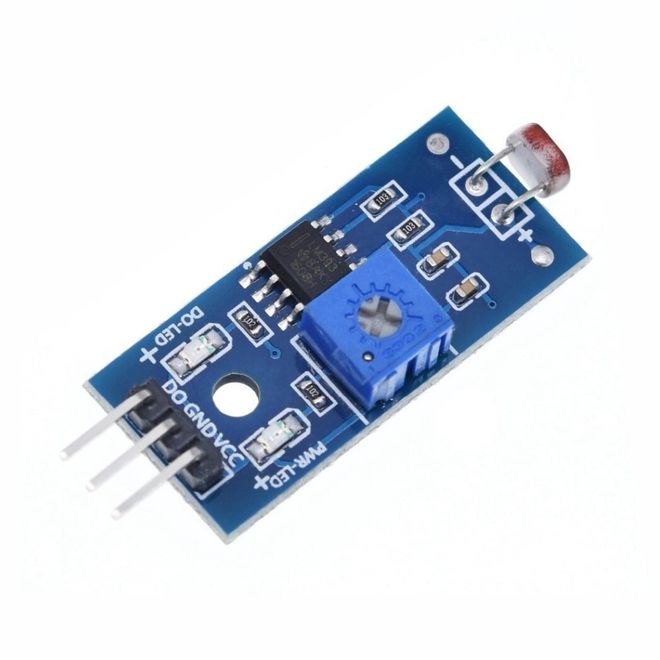 -
+
103
103
LM393
102
DO-LED
+
102
DO GND VCC
PWR-LED+